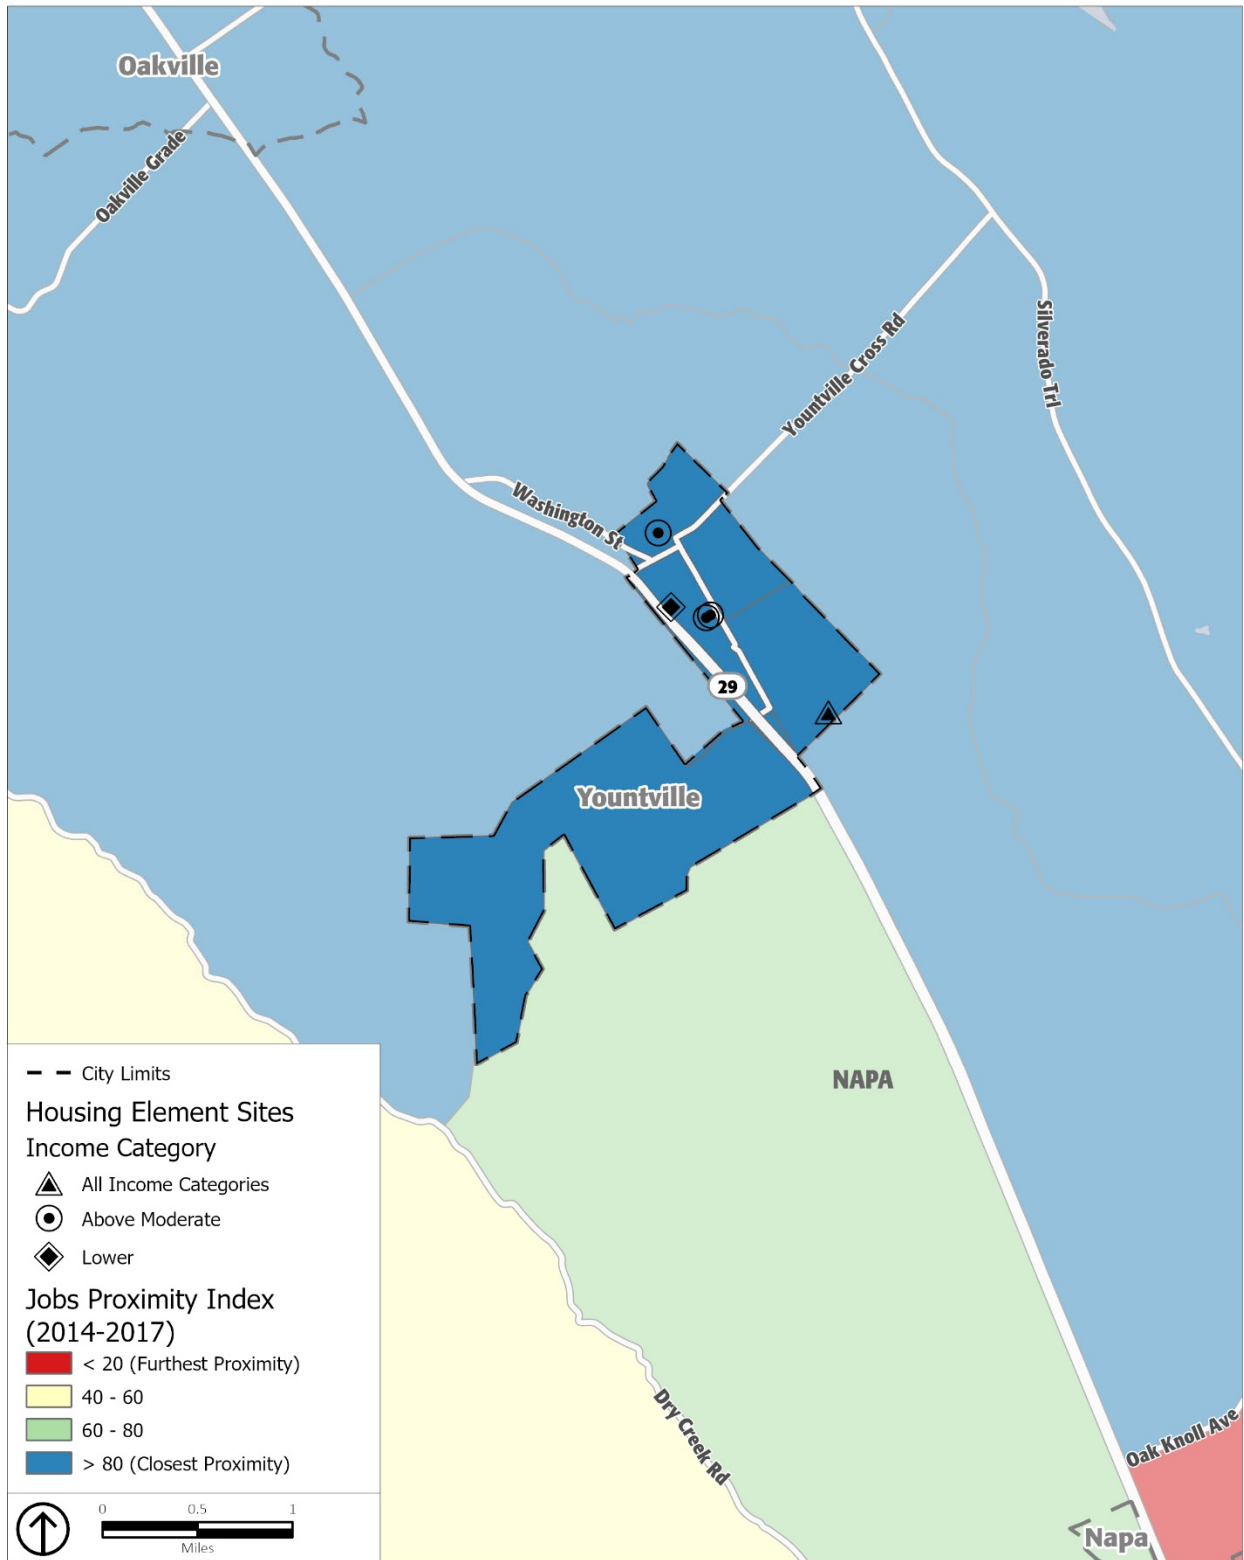 Oakville
Oakville Grade
Silverado Trl
Yountville Cross Rd
Washington St
29
Yountville
NAPA
Dry Creek Rd
Oak Knoll Ave
Napa
City Limits
Housing Element Sites
Income Category
All Income Categories
Above Moderate
Lower
Jobs Proximity Index
(2014-2017)
< 20 (Furthest Proximity)
40 - 60
60 - 80
> 80 (Closest Proximity)
0 0.5 1
Miles